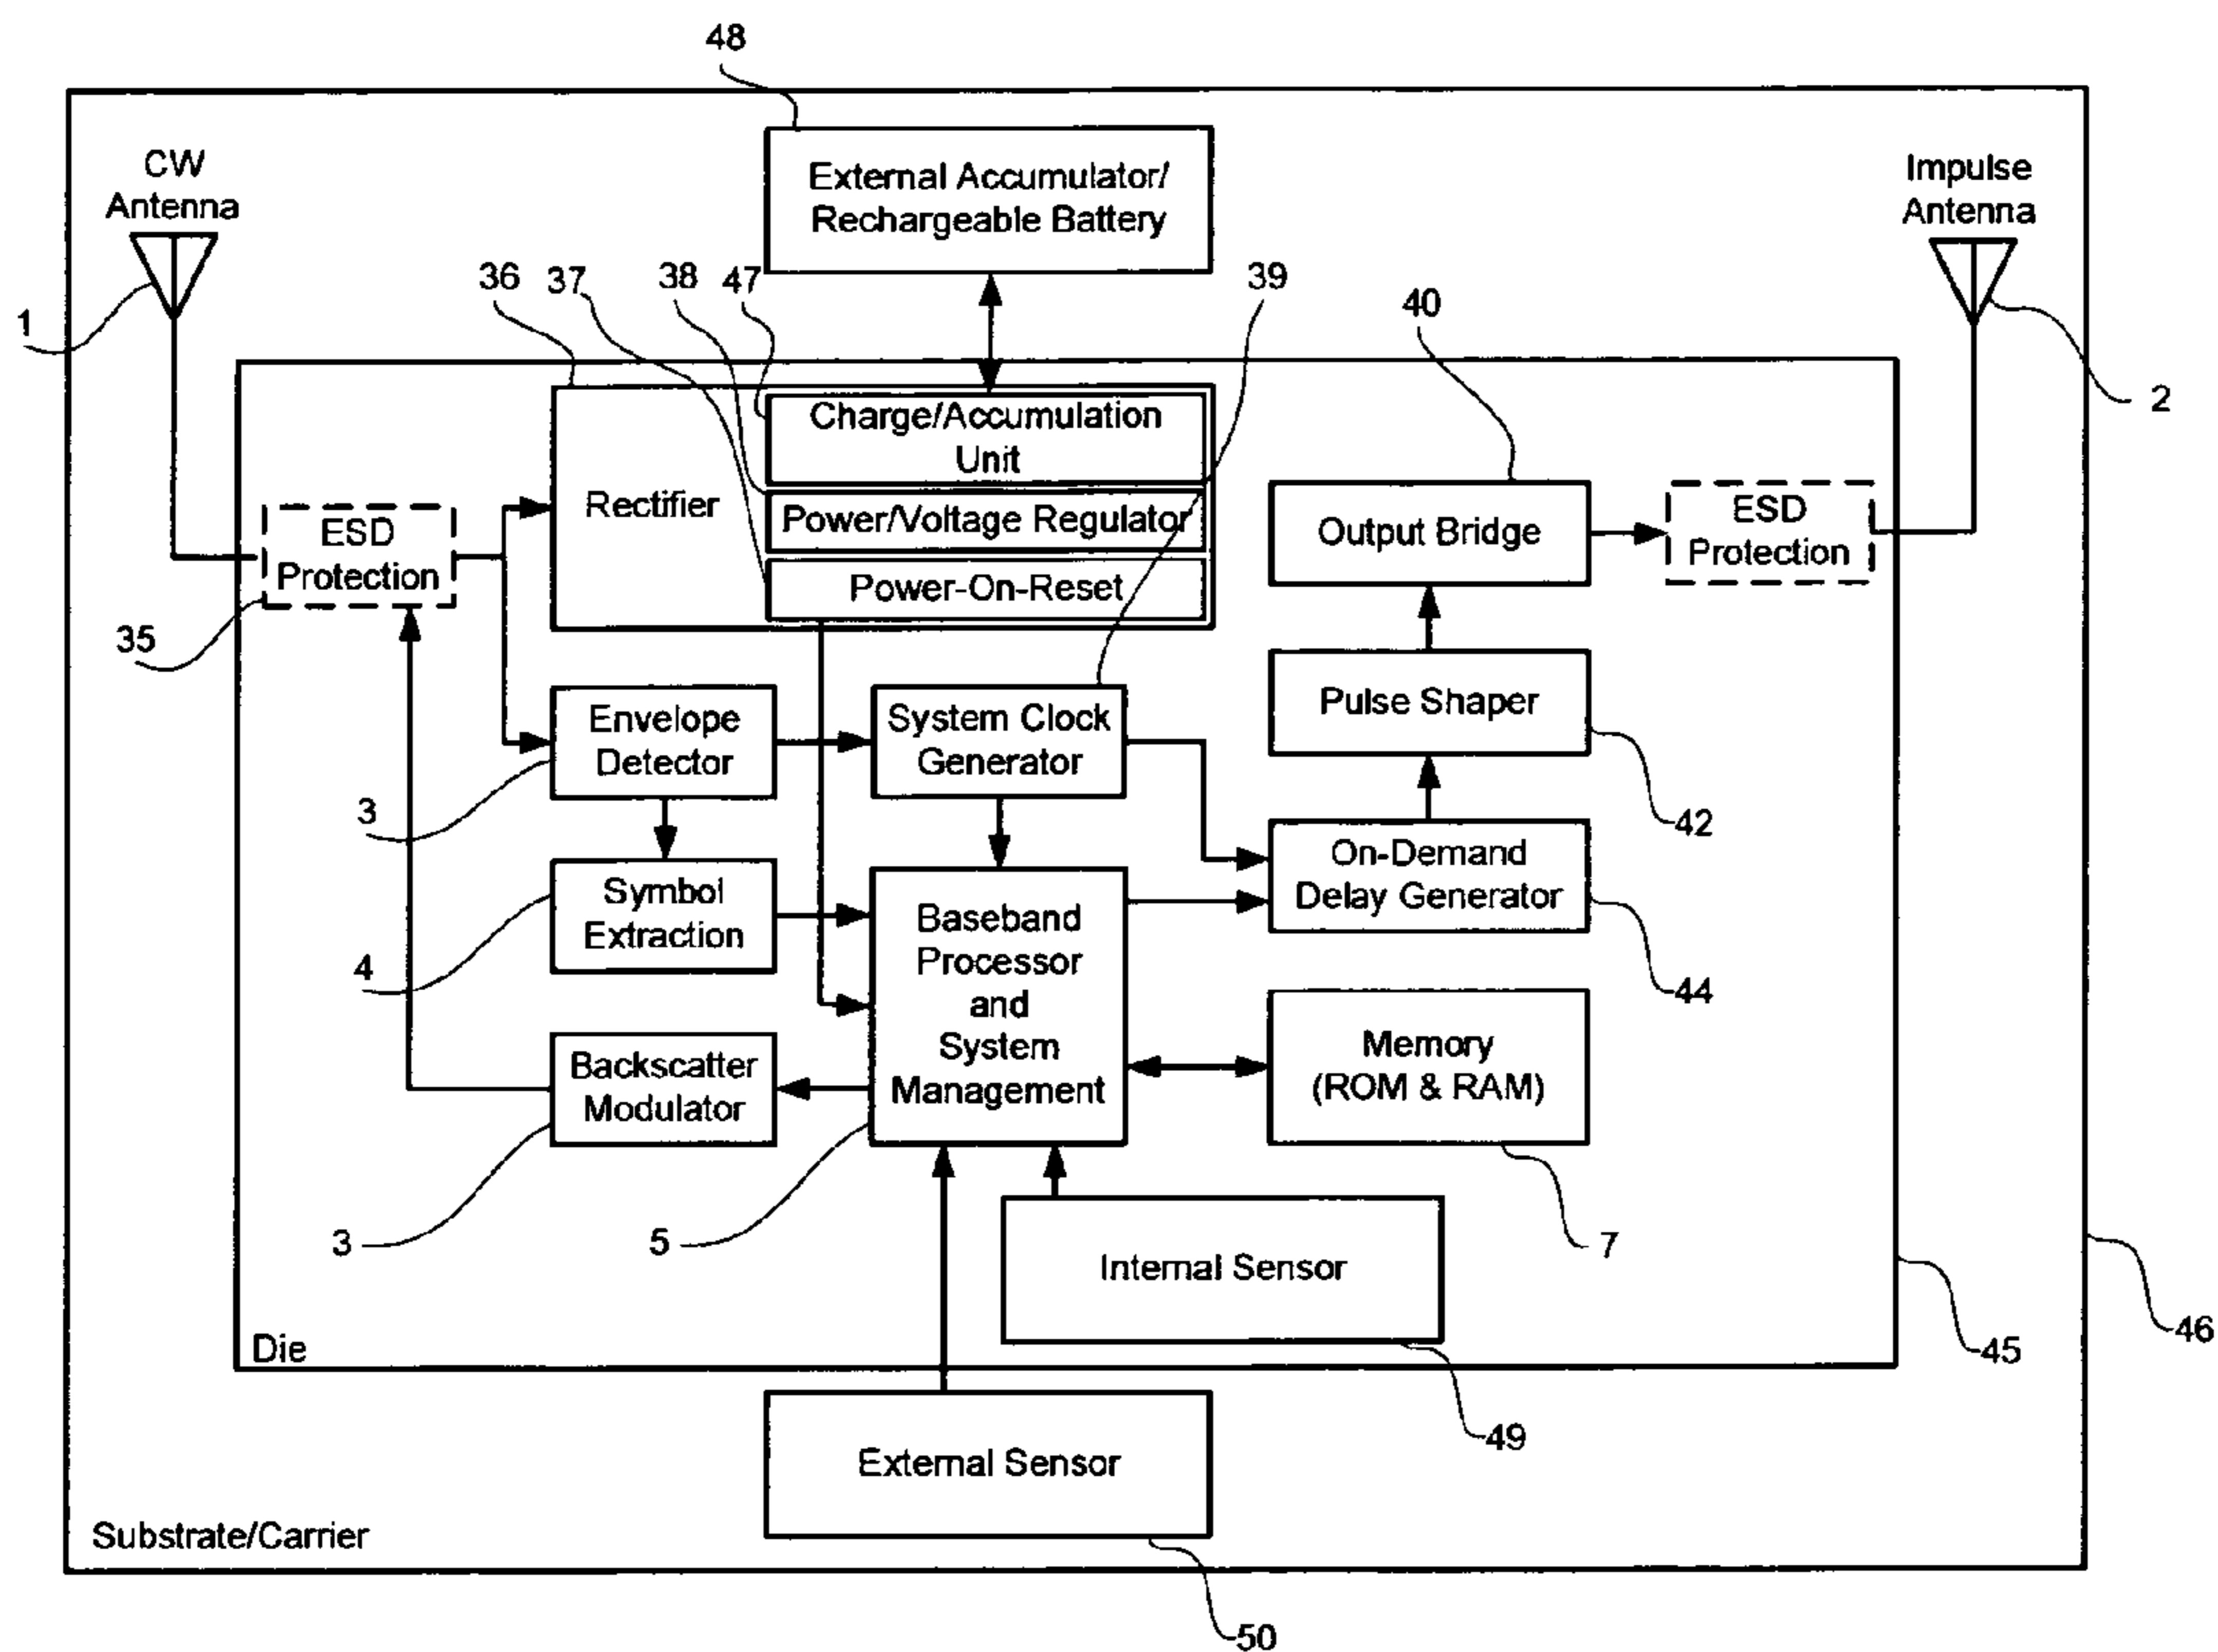 48
CW
Antenna
External Accumulator/
Rechargeable Battery
Impulse
Antenna
1
36
37
38
47
39
40
2
Charge/Accumulation
Unit
Rectifier
Power/Voltage Regulator
Power-On-Reset
ESD
Protection
35
Output Bridge
ESD
Protection
Pulse Shaper
42
Envelope
Detector
3
System Clock
Generator
On-Demand
Delay Generator
44
Symbol
Extraction
4
Baseband
Processor
and
System
Management
5
Memory
(ROM & RAM)
7
Backscatter
Modulator
3
Internal Sensor
49
Die
45
46
External Sensor
50
Substrate/Carrier